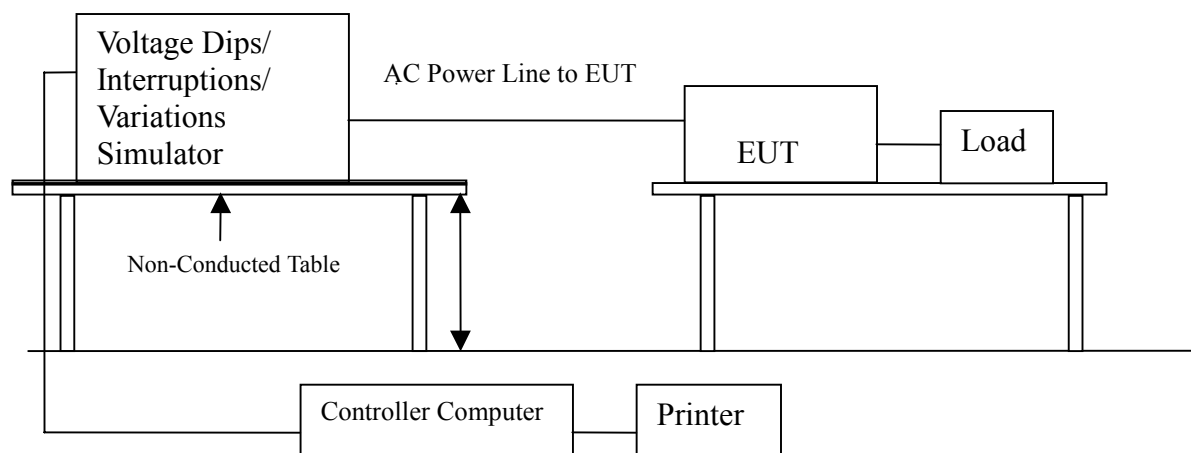 Voltage Dips/
Interruptions/
Variations
Simulator
AC Power Line to EUT
EUT
Load
Non-Conducted Table
Controller Computer
Printer